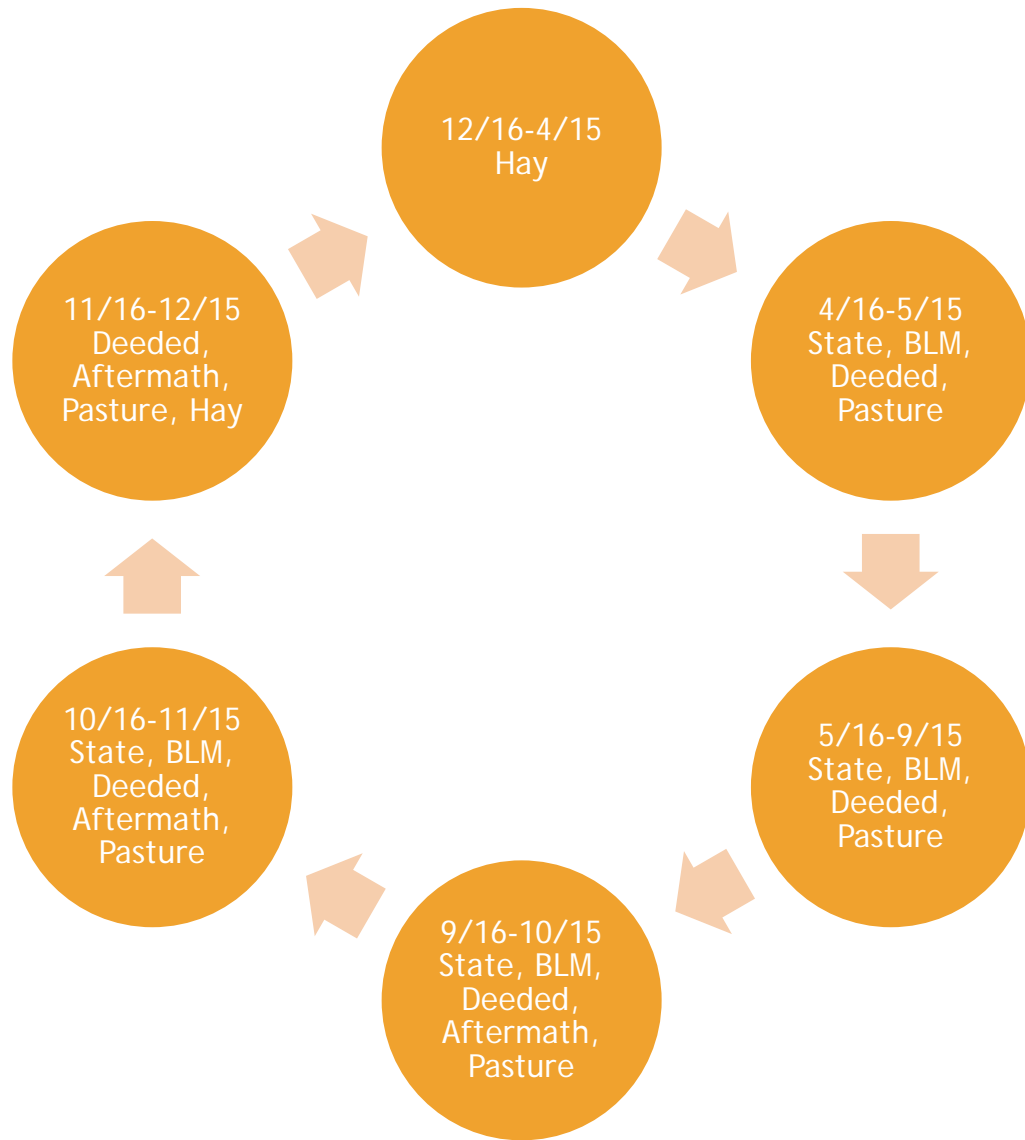 12/16-4/15
Hay
4/16-5/15
State, BLM,
Deeded,
Pasture
5/16-9/15
State, BLM,
Deeded,
Pasture
9/16-10/15
State, BLM,
Deeded,
Aftermath,
Pasture
10/16-11/15
State, BLM,
Deeded,
Aftermath,
Pasture
11/16-12/15
Deeded,
Aftermath,
Pasture, Hay